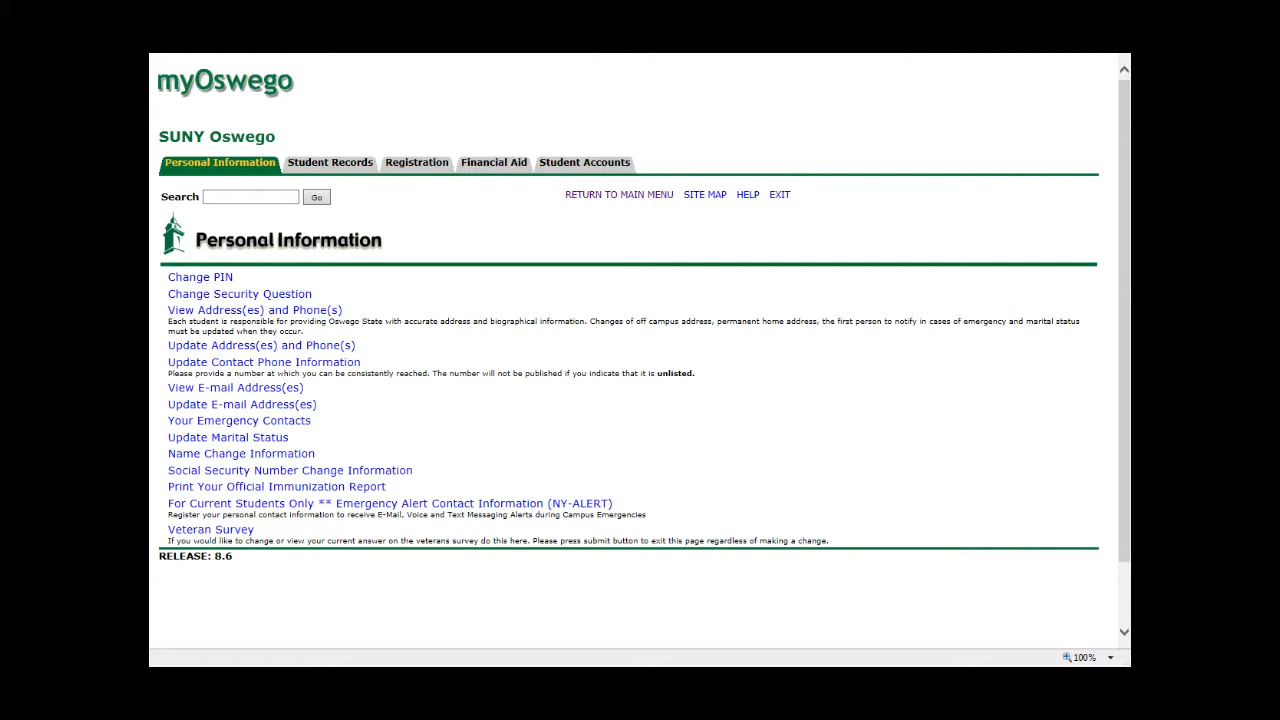 myOswego
SUNY Oswego
Personal Information Student Records Registration Financial Aid Student Accounts
Search Go RETURN TO MAIN MENU SITE MAP HELP EXIT
Personal Information
Change PIN
Change Security Question
View Address(es) and Phone(s)
Each student is responsible for providing Oswego State with accurate address and biographical information. Changes of off campus address, permanent home address, the first person to notify in cases of emergency and marital status
must be updated when they occur.
Update Address(es) and Phone(s)
Update Contact Phone Information
Please provide a number at which you can be consistently reached. The number will not be published if you indicate that it is unlisted.
View E-mail Address(es)
Update E-mail Address(es)
Your Emergency Contacts
Update Marital Status
Name Change Information
Social Security Number Change Information
Print Your Official Immunization Report
For Current Students Only ** Emergency Alert Contact Information (NY-ALERT)
Register your personal contact information to receive E-Mail, Voice and Text Messaging Alerts during Campus Emergencies
Veteran Survey
If you would like to change or view your current answer on the veterans survey do this here. Please press submit button to exit this page regardless of making a change.
RELEASE: 8.6
100%